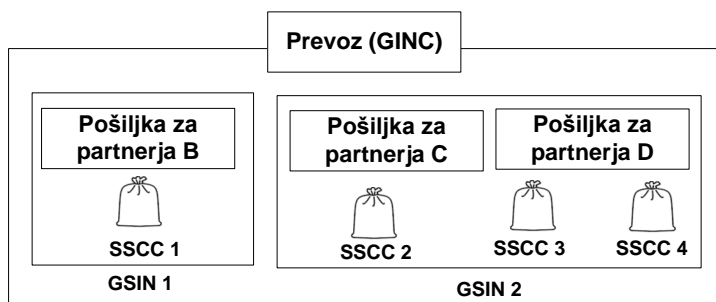 Prevoz (GINC)
Pošiljka za
partnerja B
SSCC 1
GSIN 1
Pošiljka za
partnerja C
SSCC 2
Pošiljka za
partnerja D
SSCC 3
SSCC 4
GSIN 2